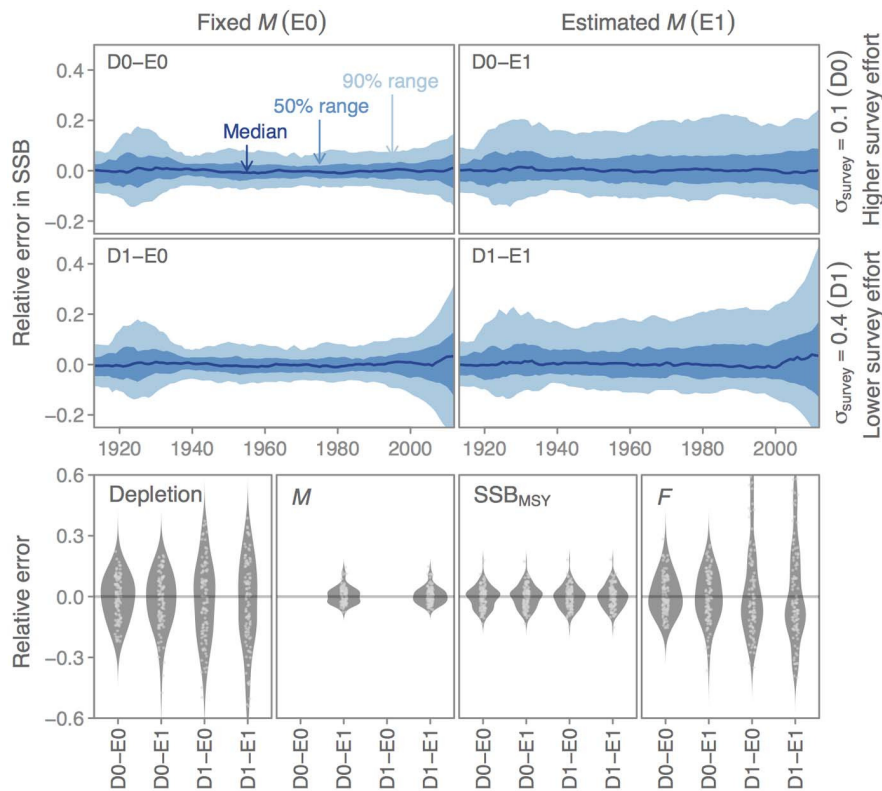 Fixed M (E0) Estimated M (E1)
D0–E0 D0–E1
90% range
50% range
Median
0.4
0.2
0.0
−0.2
σsurvey = 0.1 (D0)
Higher survey effort
Relative error in SSB
D1–E0 D1–E1
0.4
0.2
0.0
−0.2
σsurvey = 0.4 (D1)
Lower survey effort
1920 1940 1960 1980 2000 1920 1940 1960 1980 2000
Depletion M SSBMSY F
0.6
0.3
0.0
−0.3
−0.6
Relative error
D0–E0 D0–E1 D1–E0 D1–E1 D0–E0 D0–E1 D1–E0 D1–E1 D0–E0 D0–E1 D1–E0 D1–E1 D0–E0 D0–E1 D1–E0 D1–E1